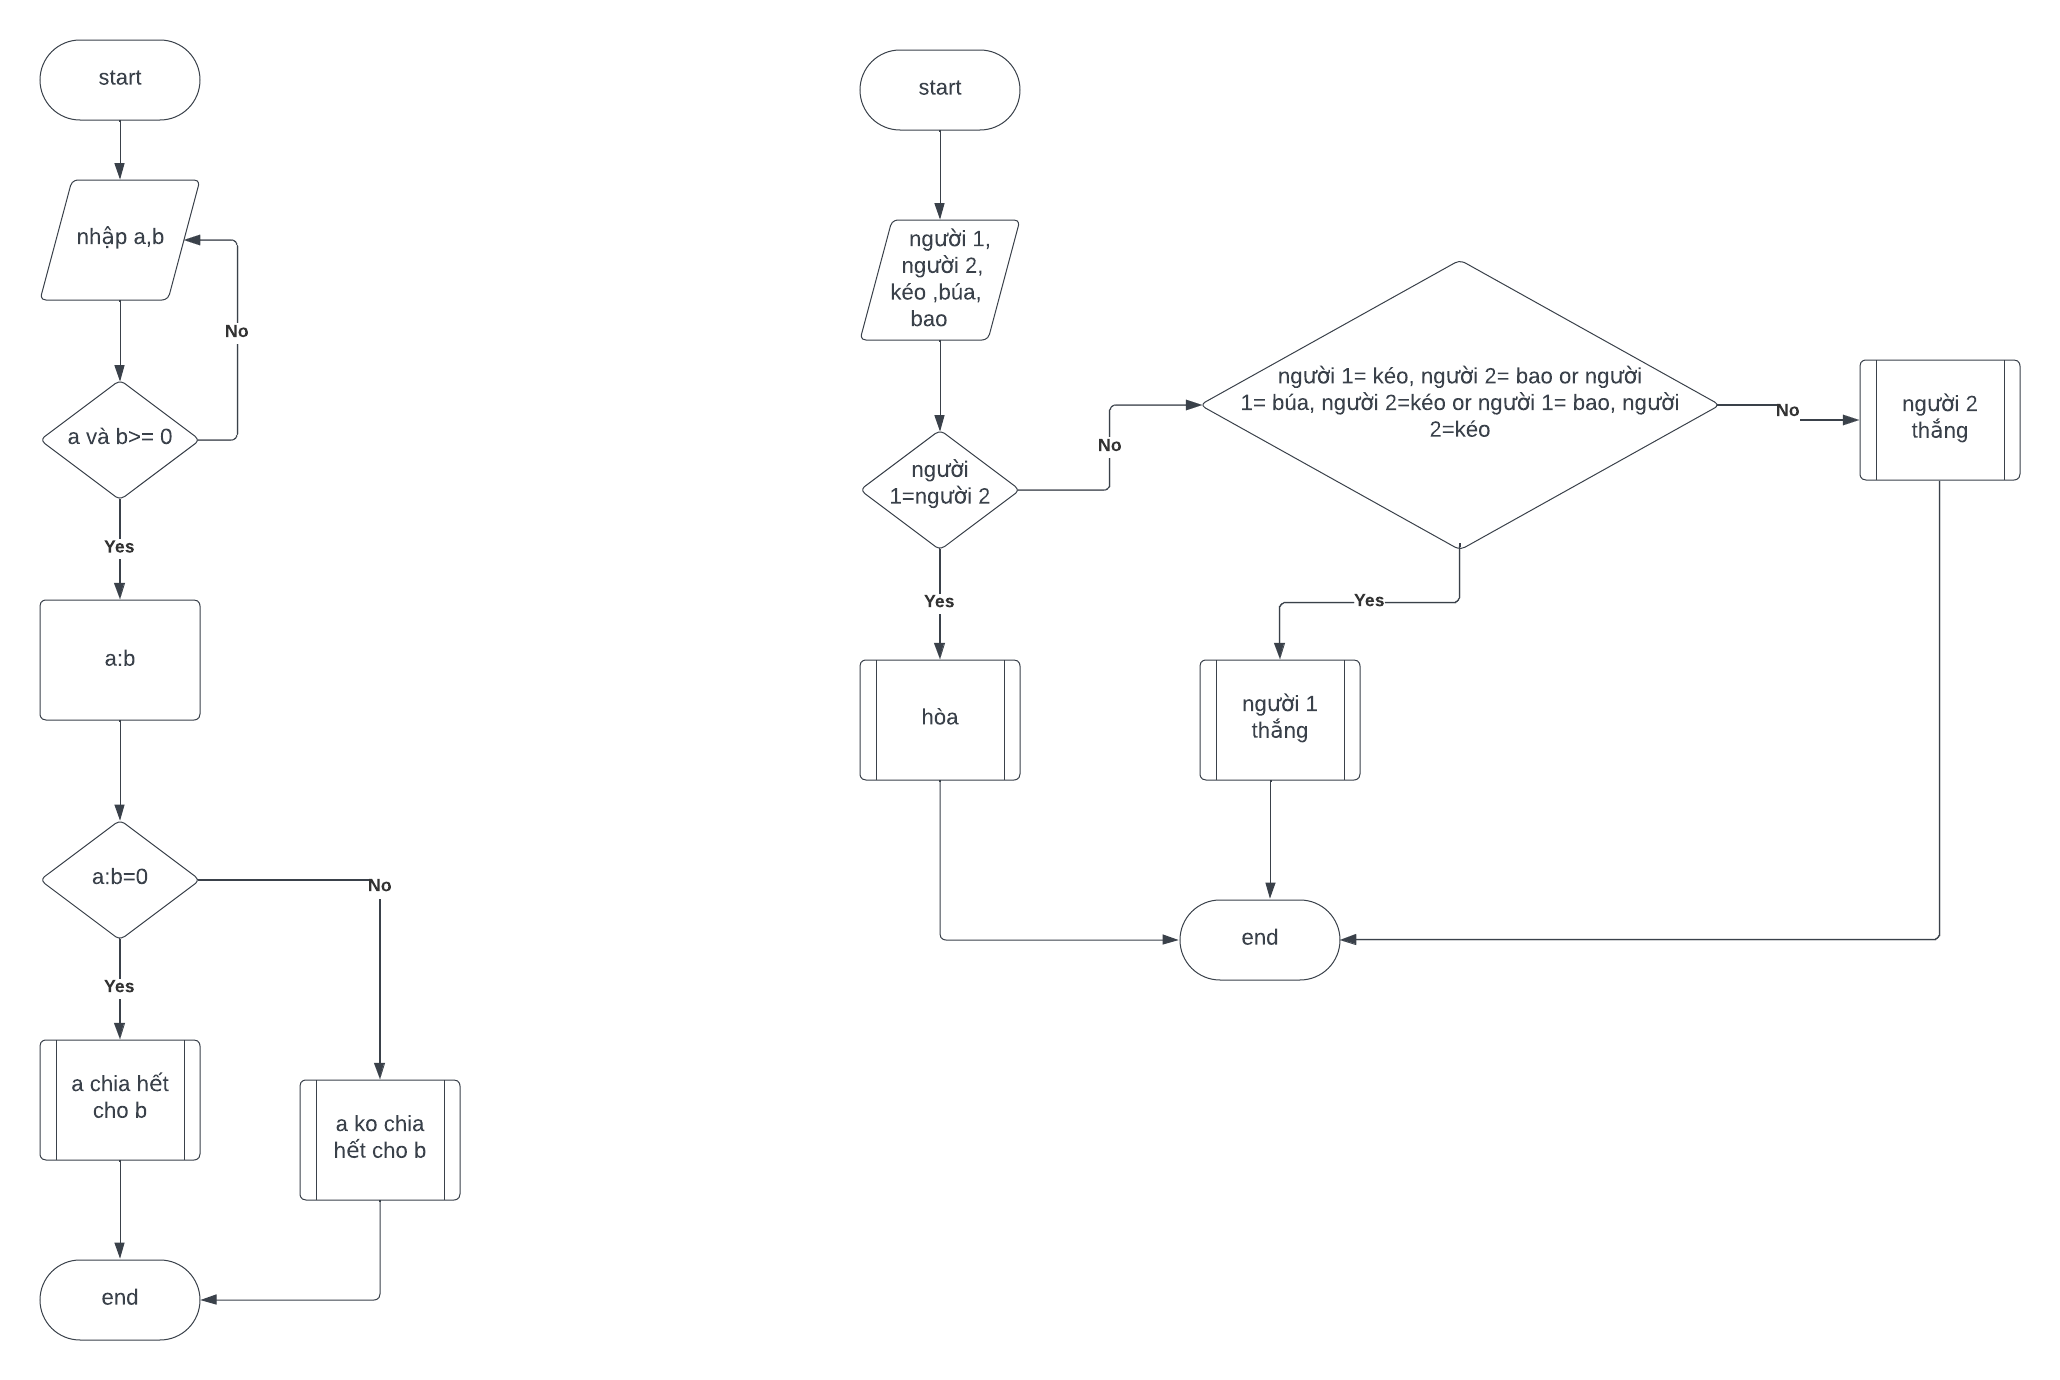 start
nhập a,b
No
a và b>= 0
Yes
a:b
a:b=0
No
Yes
a chia hết
cho b
a ko chia
hết cho b
end
start
người 1,
người 2,
kéo ,búa,
bao
người
1=người 2
No
Yes
người 1= kéo, người 2= bao or người
1= búa, người 2=kéo or người 1= bao, người
2=kéo
No
người 2
thắng
Yes
hòa
người 1
thắng
end